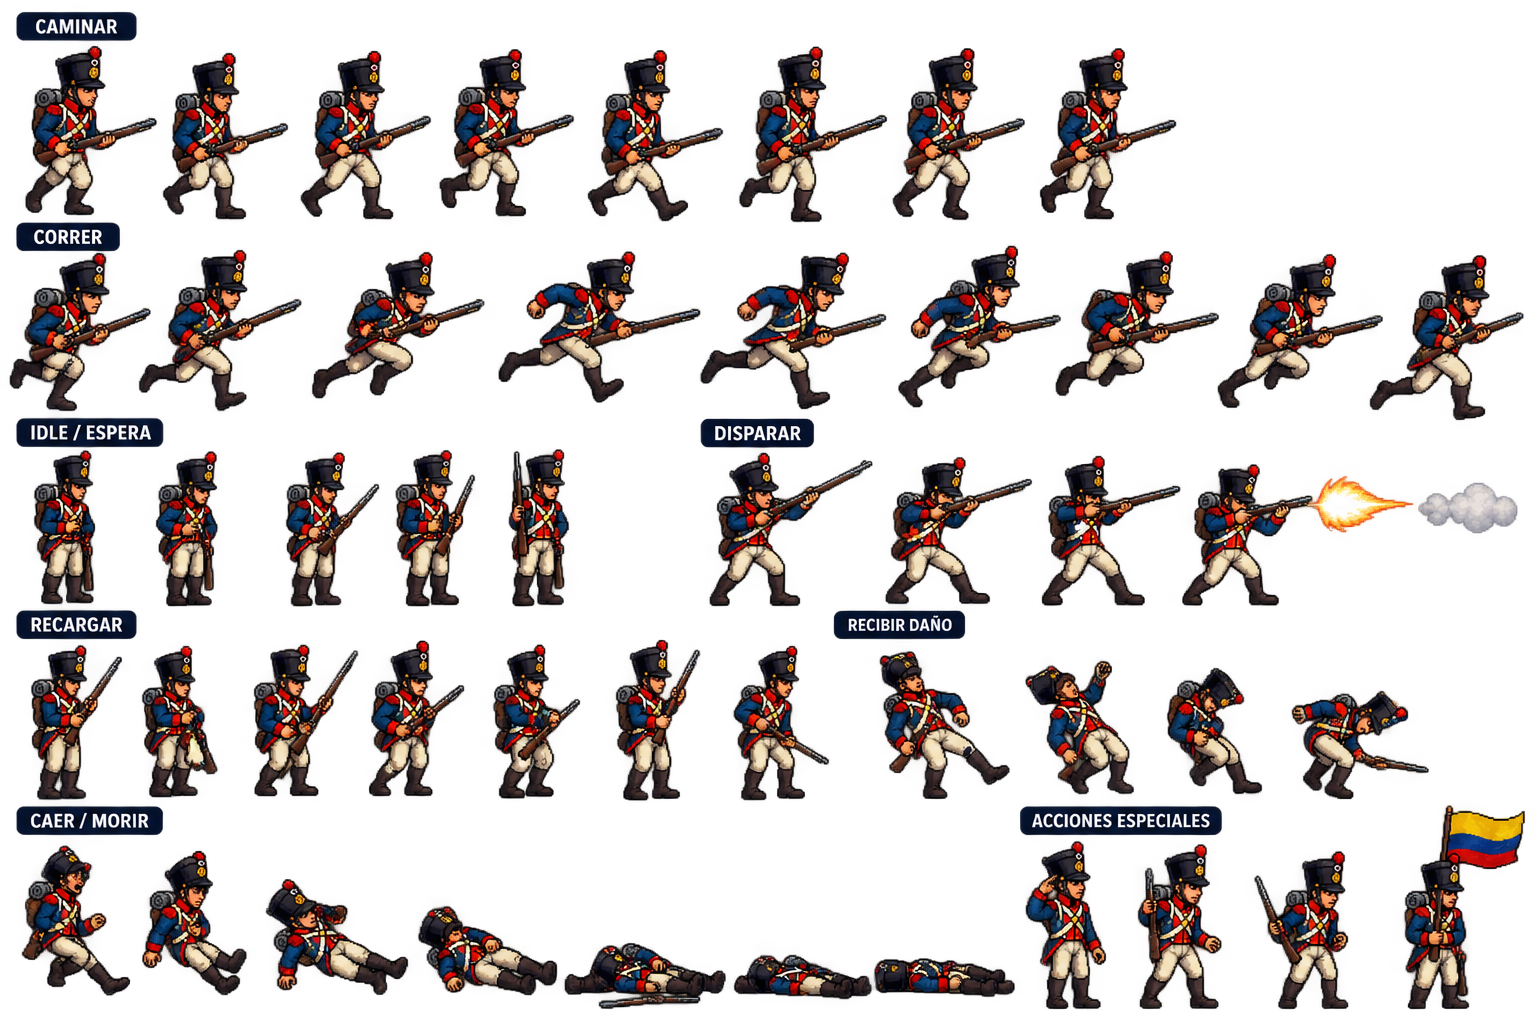 CAMINAR
CORRER
IDLE / ESPERA
DISPARAR
RECARGAR
RECIBIR DAÑO
CAER / MORIR
ACCIONES ESPECIALES